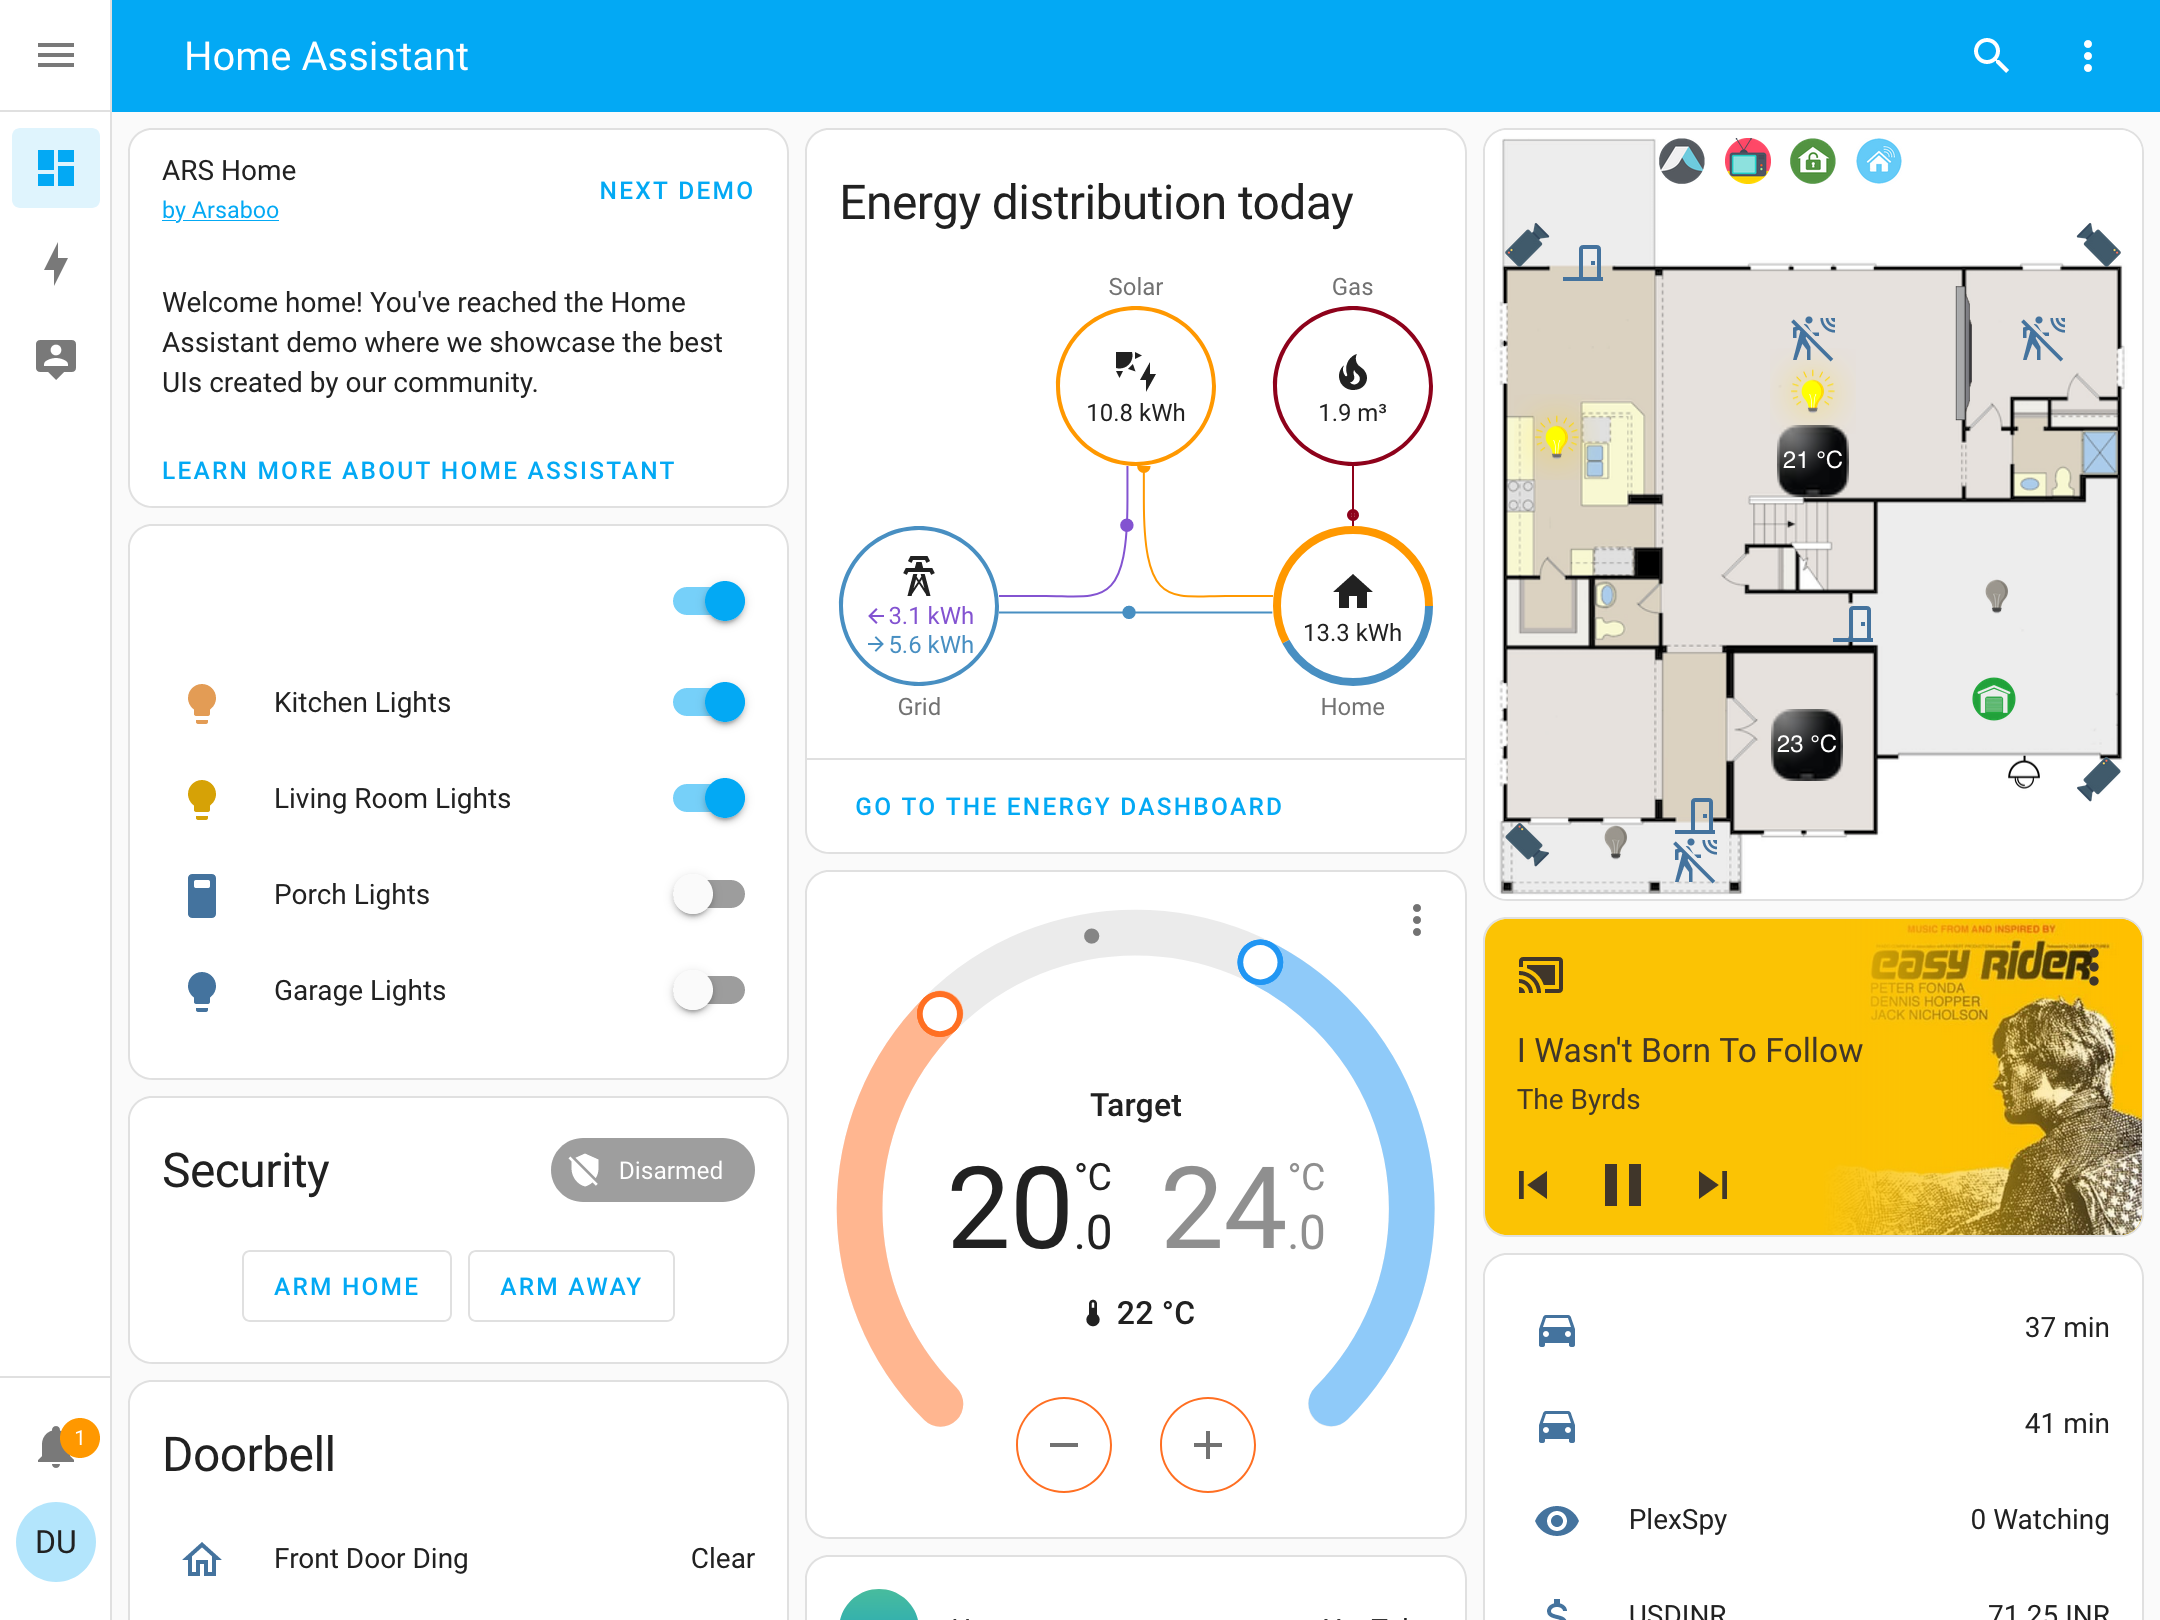 Home Assistant
ARS Home
by Arsaboo
NEXT DEMO
Welcome home! You've reached the Home
Assistant demo where we showcase the best
UIs created by our community.
LEARN MORE ABOUT HOME ASSISTANT
Kitchen Lights
Living Room Lights
Porch Lights
Garage Lights
Security
Disarmed
ARM HOME
ARM AWAY
Doorbell
Front Door Ding
Clear
1
DU
Energy distribution today
Solar
Gas
10.8 kWh
1.9 m³
←3.1 kWh
→5.6 kWh
13.3 kWh
Grid
Home
GO TO THE ENERGY DASHBOARD
Target
20.0 °C
24.0 °C
22 °C
21 °C
23 °C
MUSIC FROM AND INSPIRED BY
easy rider
PETER FONDA
DENNIS HOPPER
JACK NICHOLSON
I Wasn't Born To Follow
The Byrds
37 min
41 min
PlexSpy
0 Watching
USDINR
71.25 INR